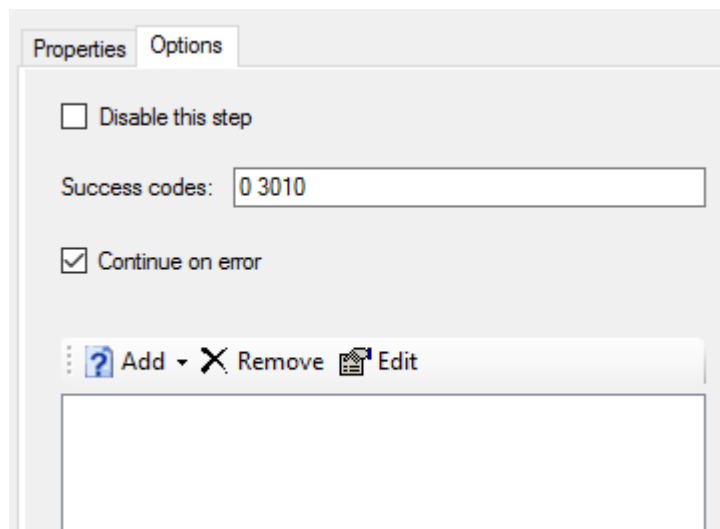 Properties Options
Disable this step
Success codes: 0 3010
Continue on error
Add Remove Edit